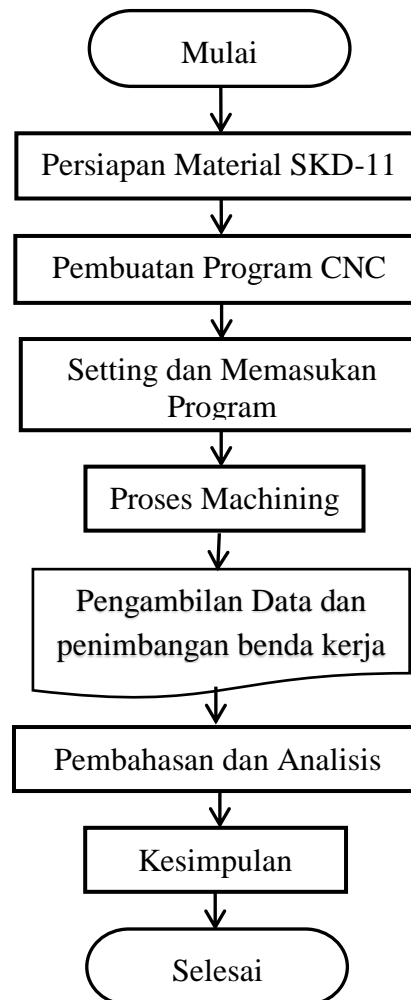 Mulai
Persiapan Material SKD-11
Pembuatan Program CNC
Setting dan Memasukan
Program
Proses Machining
Pengambilan Data dan
penimbangan benda kerja
Pembahasan dan Analisis
Kesimpulan
Selesai